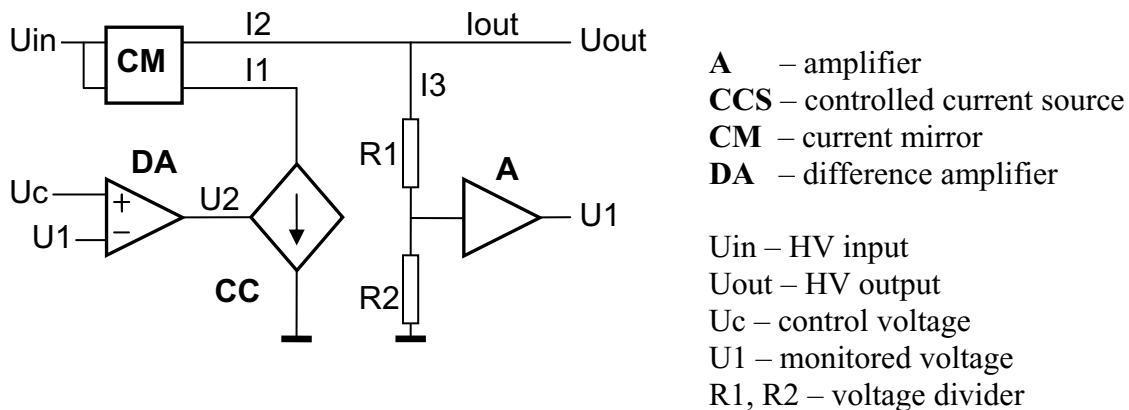 Uin
CM
I2
Iout
Uout
I1
I3
DA
R1
A
Uc
+
U2
U1
U1
−
CC
R2
A – amplifier
CCS – controlled current source
CM – current mirror
DA – difference amplifier
Uin – HV input
Uout – HV output
Uc – control voltage
U1 – monitored voltage
R1, R2 – voltage divider